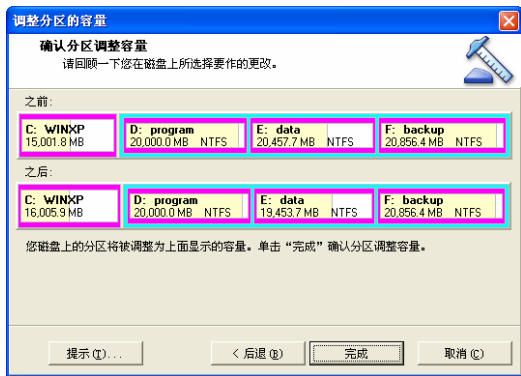 调整分区的容量
确认分区调整容量
请回顾一下您在磁盘上所选择要作的更改。
之前:
C: WINXP
15,001.8 MB
D: program
20,000.0 MB NTFS
E: data
20,457.7 MB NTFS
F: backup
20,856.4 MB NTFS
之后:
C: WINXP
16,005.9 MB
D: program
20,000.0 MB NTFS
E: data
19,453.7 MB NTFS
F: backup
20,856.4 MB NTFS
您磁盘上的分区将被调整为上面显示的容量。单击“完成”确认分区调整容量。
提示(T)...
< 后退(B)
完成
取消(C)